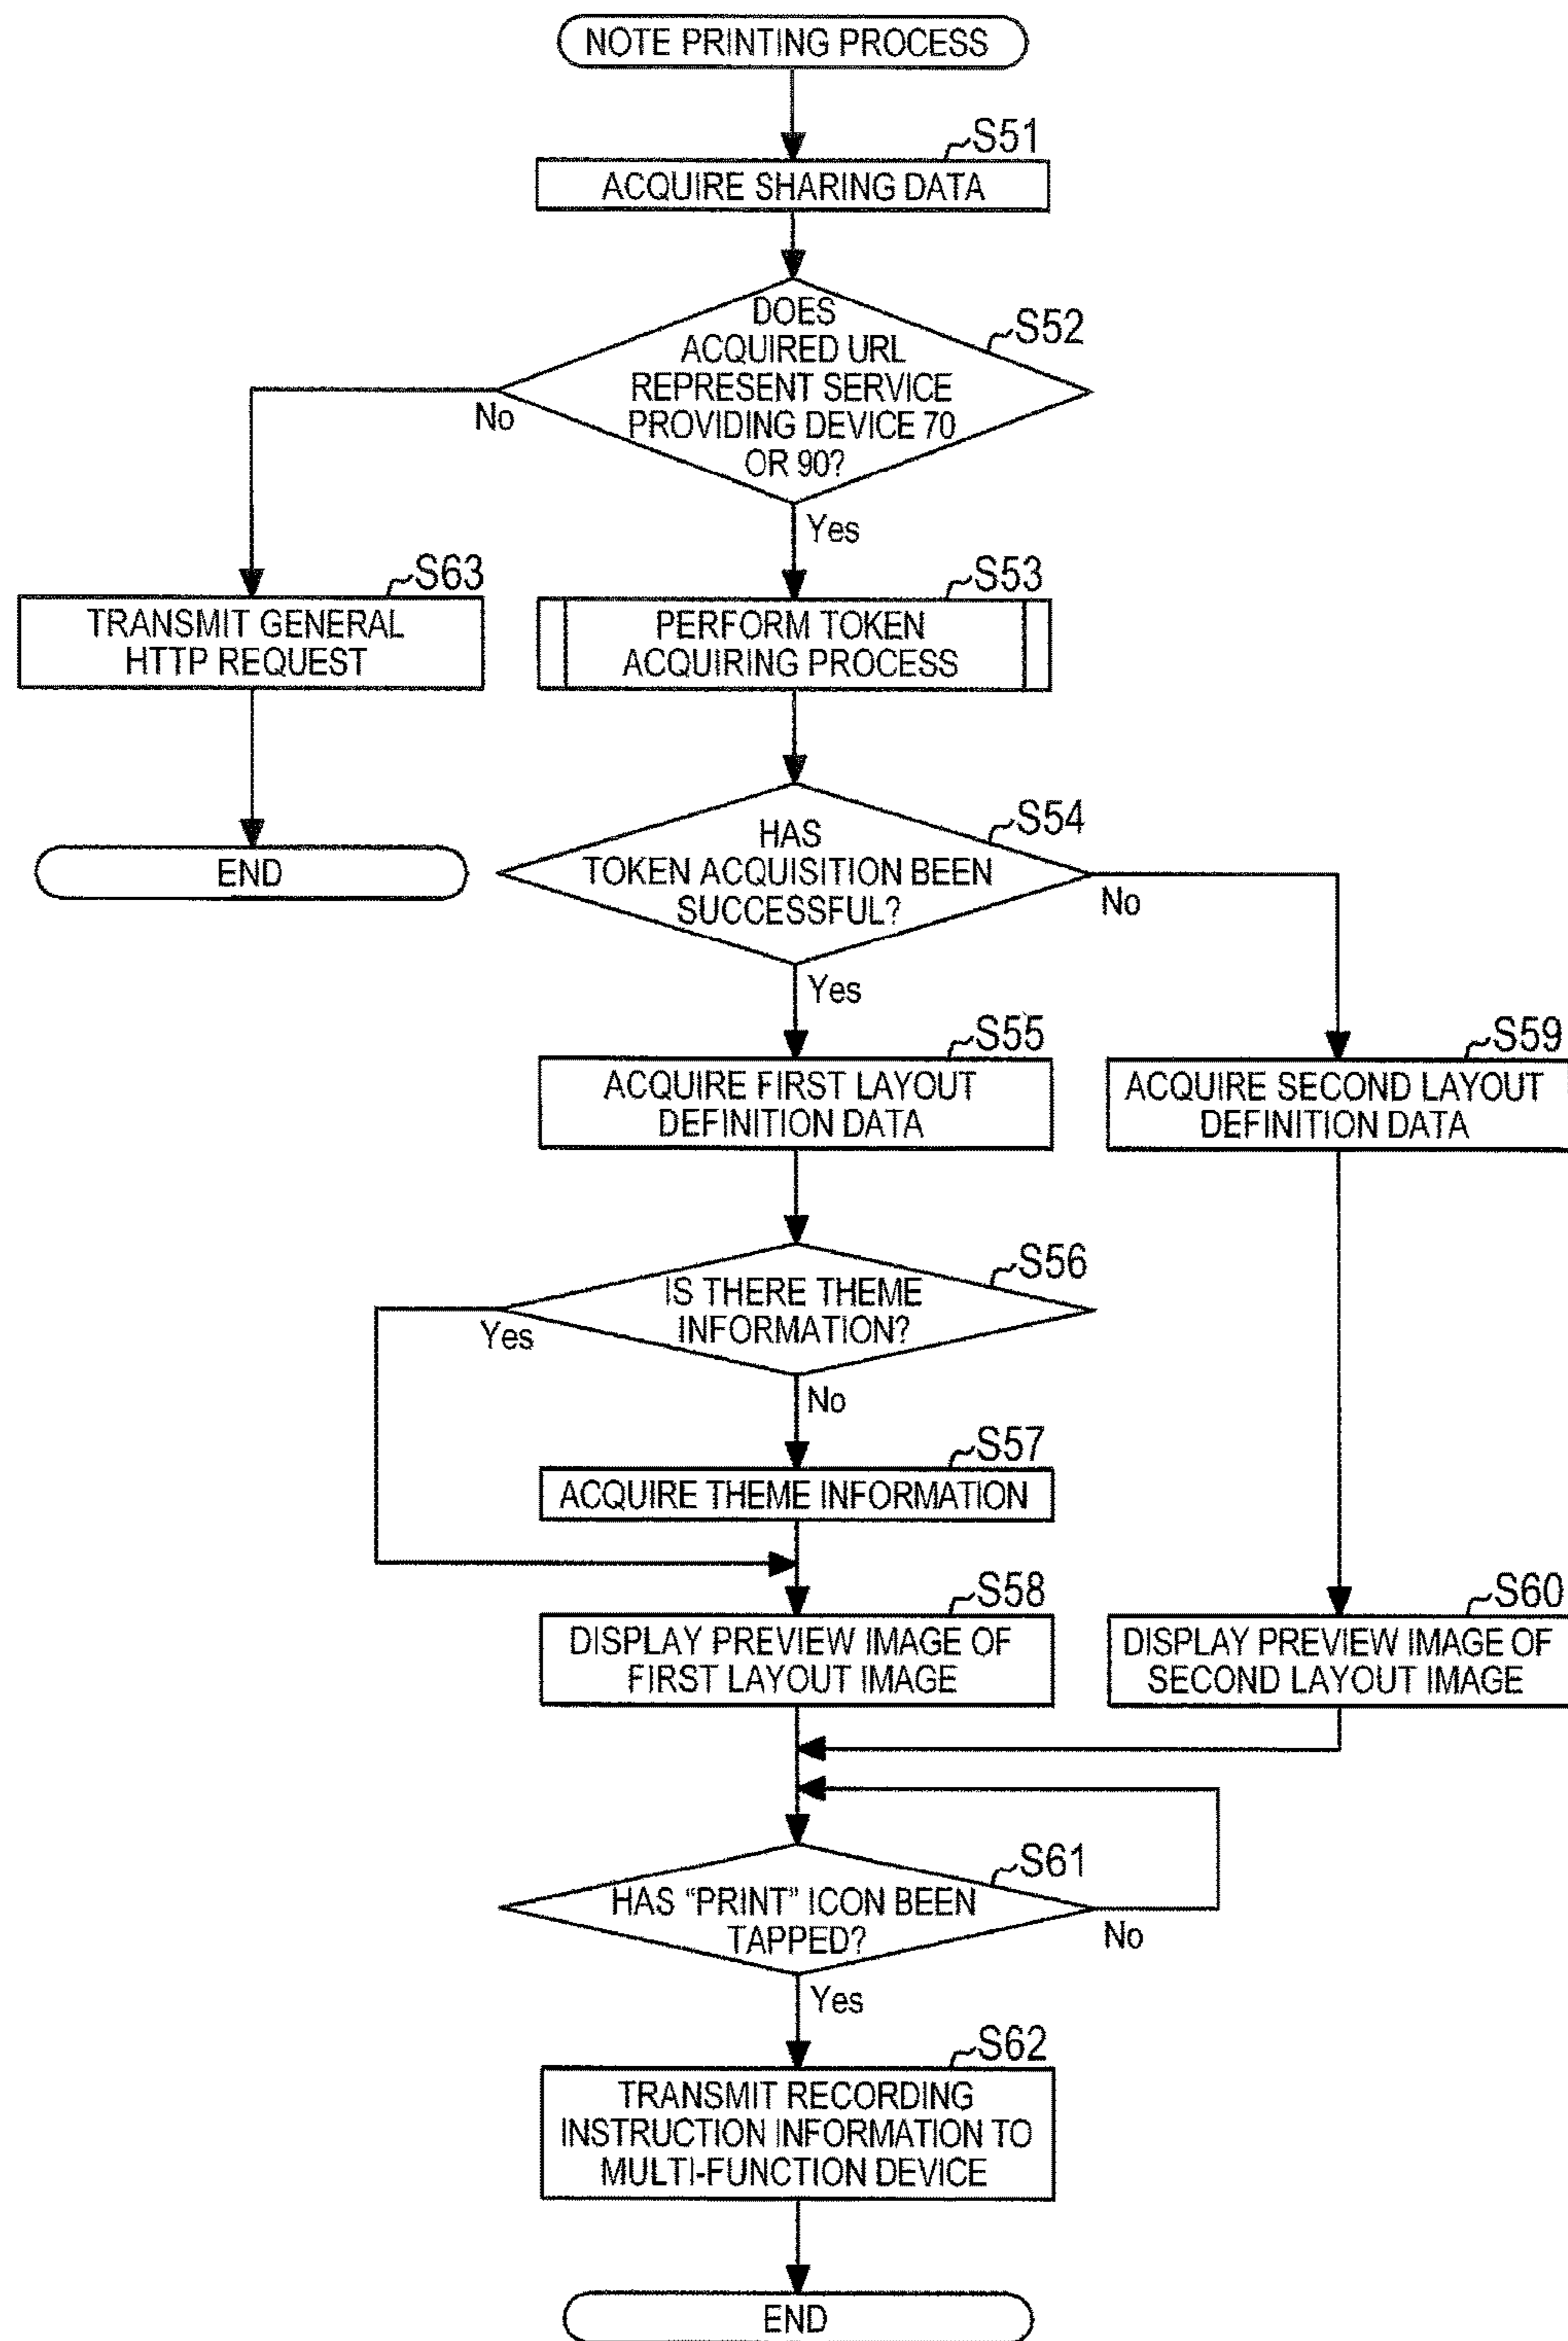 NOTE PRINTING PROCESS
S51
ACQUIRE SHARING DATA
S52
DOES
ACQUIRED URL
REPRESENT SERVICE
PROVIDING DEVICE 70
OR 90?
No
Yes
S63
TRANSMIT GENERAL
HTTP REQUEST
END
S53
PERFORM TOKEN
ACQUIRING PROCESS
S54
HAS
TOKEN ACQUISITION BEEN
SUCCESSFUL?
No
Yes
S55
ACQUIRE FIRST LAYOUT
DEFINITION DATA
S59
ACQUIRE SECOND LAYOUT
DEFINITION DATA
S56
IS THERE THEME
INFORMATION?
Yes
No
S57
ACQUIRE THEME INFORMATION
S58
DISPLAY PREVIEW IMAGE OF
FIRST LAYOUT IMAGE
S60
DISPLAY PREVIEW IMAGE OF
SECOND LAYOUT IMAGE
S61
HAS “PRINT” ICON BEEN
TAPPED?
No
Yes
S62
TRANSMIT RECORDING
INSTRUCTION INFORMATION TO
MULTI-FUNCTION DEVICE
END